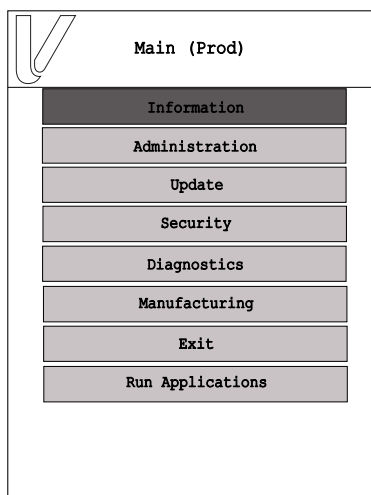 Main (Prod)
Information
Administration
Update
Security
Diagnostics
Manufacturing
Exit
Run Applications